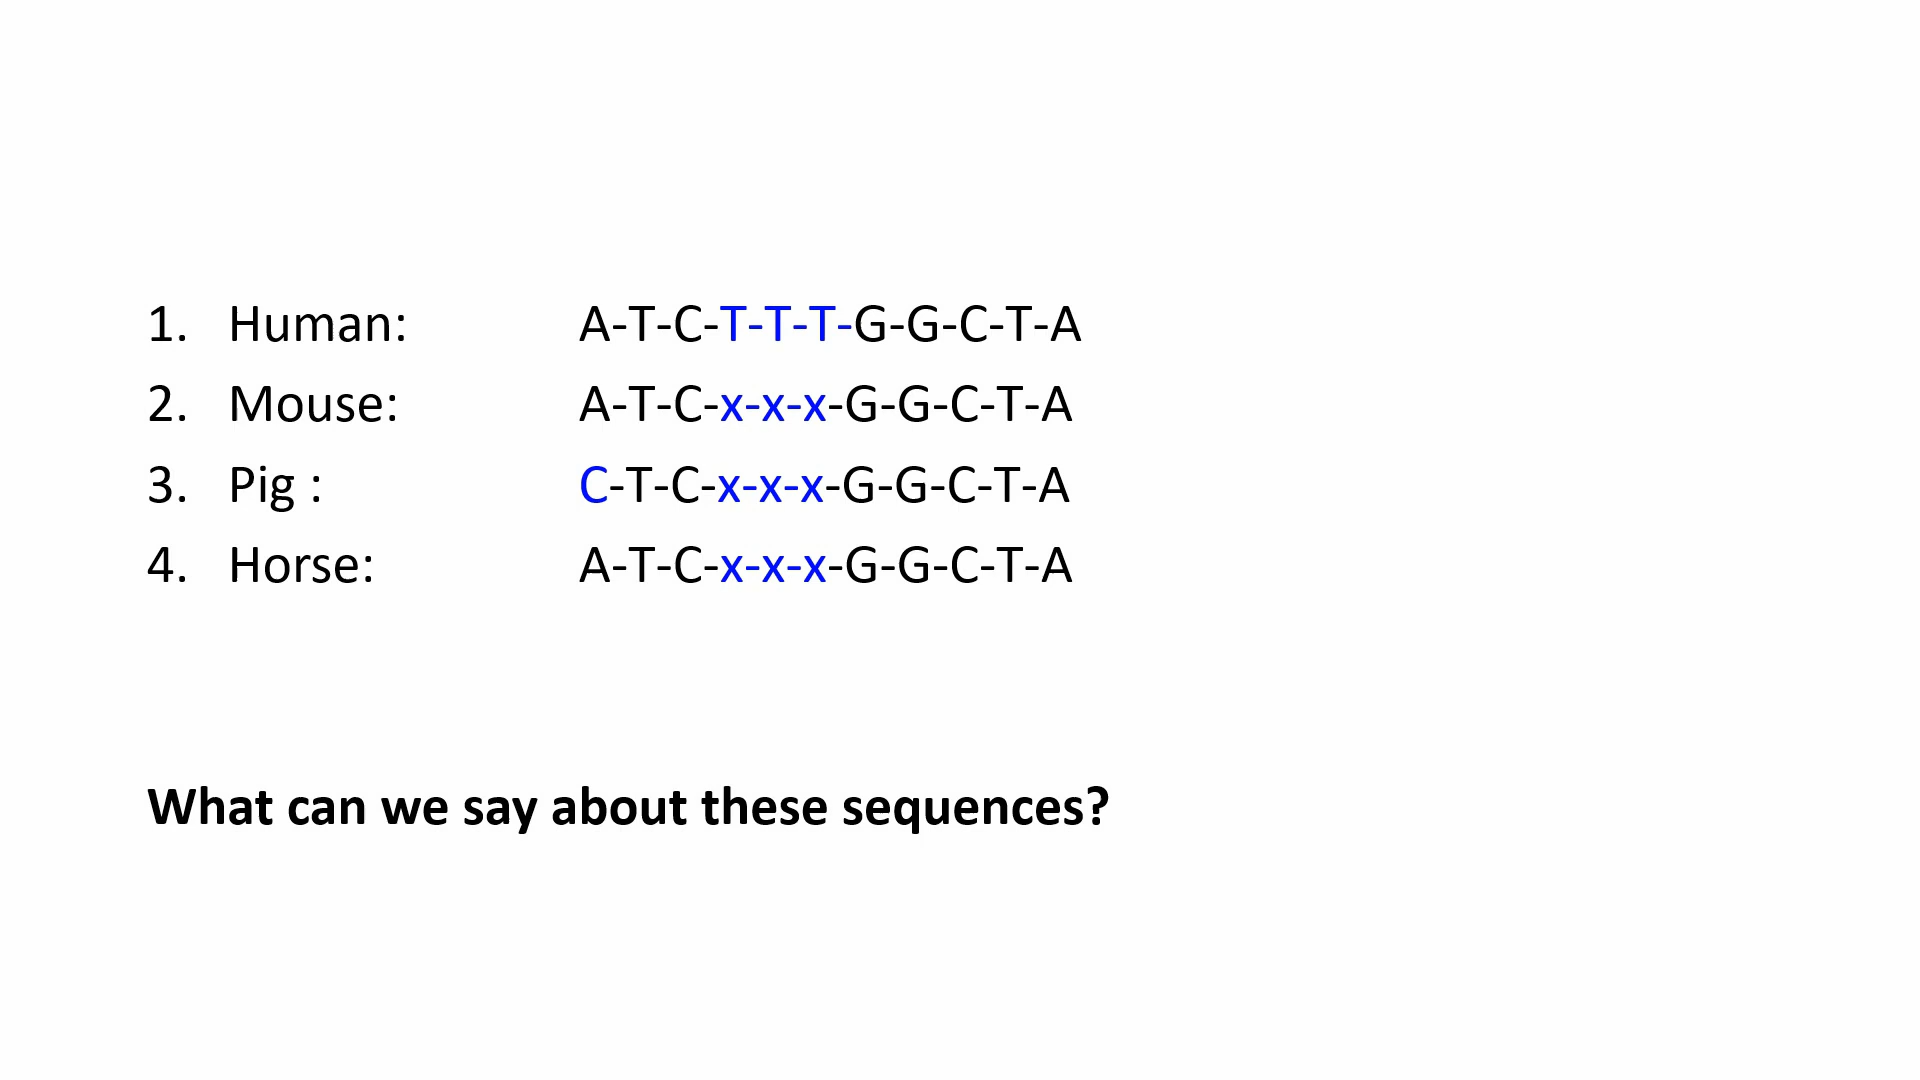 1. Human: A-T-C-T-T-T-G-G-C-T-A
2. Mouse: A-T-C-x-x-x-G-G-C-T-A
3. Pig : C-T-C-x-x-x-G-G-C-T-A
4. Horse: A-T-C-x-x-x-G-G-C-T-A
What can we say about these sequences?